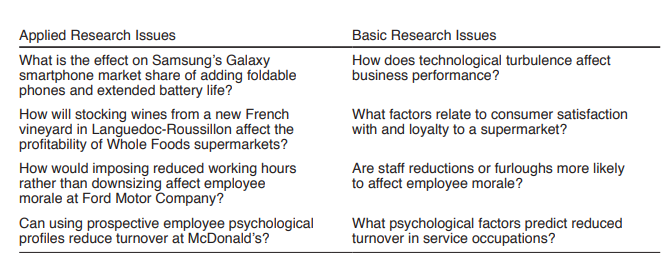 Applied Research Issues
Basic Research Issues
What is the effect on Samsung's Galaxy
smartphone market share of adding foldable
phones and extended battery life?
How does technological turbulence affect
business performance?
How will stocking wines from a new French
vineyard in Languedoc-Roussillon affect the
profitability of Whole Foods supermarkets?
What factors relate to consumer satisfaction
with and loyalty to a supermarket?
How would imposing reduced working hours
rather than downsizing affect employee
morale at Ford Motor Company?
Are staff reductions or furloughs more likely
to affect employee morale?
Can using prospective employee psychological
profiles reduce turnover at McDonald's?
What psychological factors predict reduced
turnover in service occupations?